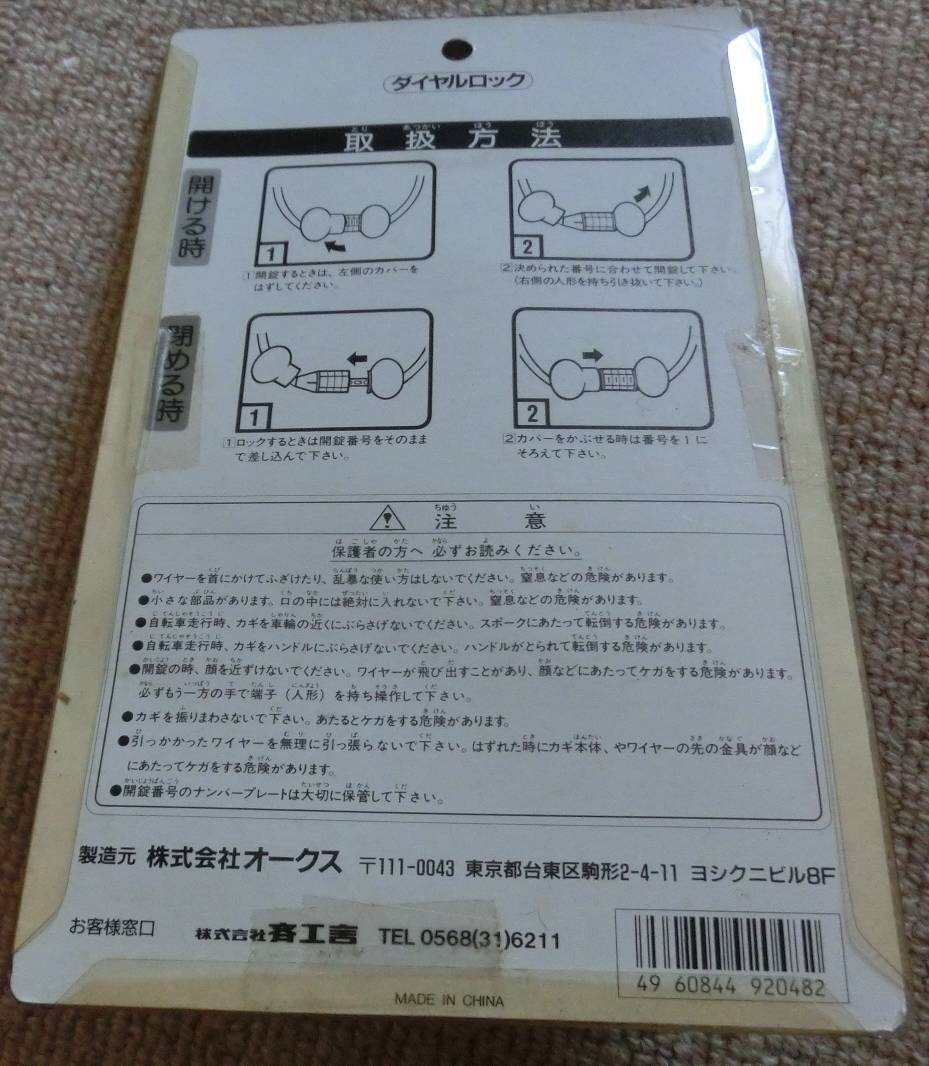 ダイヤルロック
取扱方法
開ける時
1
1開錠するときは、左側のカバーを
はずしてください。
2
2決められた番号に合わせて開錠して下さい。
(右側の人形を持ち引き抜いて下さい。)
閉める時
1
1ロックするときは開錠番号をそのまま
て差し込んで下さい。
2
2カバーをかぶせる時は番号を1に
そろえて下さい。
注意
保護者の方へ 必ずお読みください。
●ワイヤーを首にかけてふざけたり、乱暴な使い方はしないでください。窒息などの危険があります。
●小さな部品があります。口の中には絶対に入れないで下さい。窒息などの危険があります。
●自転車走行時、カギを車輪の近くにぶらさげないでください。スポークにあたって転倒する危険があります。
●自転車走行時、カギをハンドルにぶらさげないでください。ハンドルがとられて転倒する危険があります。
●開錠の時、顔を近ずけないでください。ワイヤーが飛び出すことがあり、顔などにあたってケガをする危険があります。
必ずもう一方の手で端子(人形)を持ち操作して下さい。
●カギを振りまわさないで下さい。あたるとケガをする危険があります。
●引っかかったワイヤーを無理に引っ張らないで下さい。はずれた時にカギ本体、やワイヤーの先の金具が顔など
にあたってケガをする危険があります。
●開錠番号のナンバープレートは大切に保管して下さい。
製造元 株式会社オークス 〒111-0043 東京都台東区駒形2-4-11 ヨシクニビル8F
お客様窓口 株式会社斉工舎 TEL 0568(31)6211
49 60844 920482
MADE IN CHINA